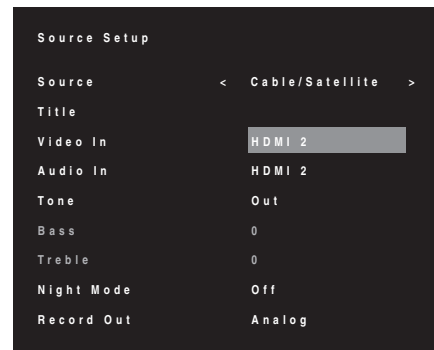 Source Setup
Source < Cable/Satellite >
Title
Video In HDMI 2
Audio In HDMI 2
Tone Out
Bass 0
Treble 0
Night Mode Off
Record Out Analog